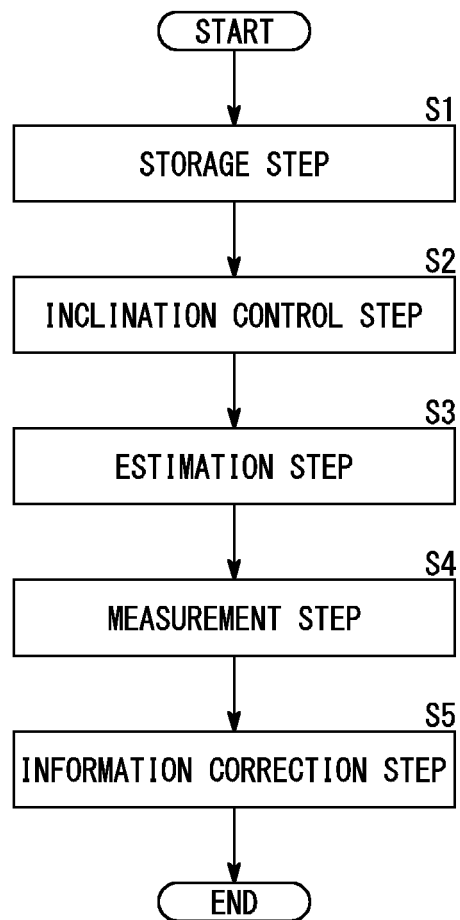 START
S1
STORAGE STEP
S2
INCLINATION CONTROL STEP
S3
ESTIMATION STEP
S4
MEASUREMENT STEP
S5
INFORMATION CORRECTION STEP
END